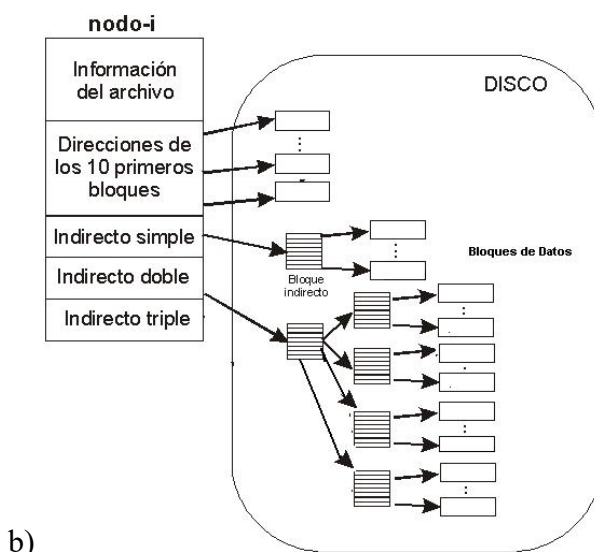 nodo-i
Información
del archivo
DISCO
Direcciones de
los 10 primeros
bloques
Indirecto simple
Bloques de Datos
Bloque
indirecto
Indirecto doble
Indirecto triple
b)